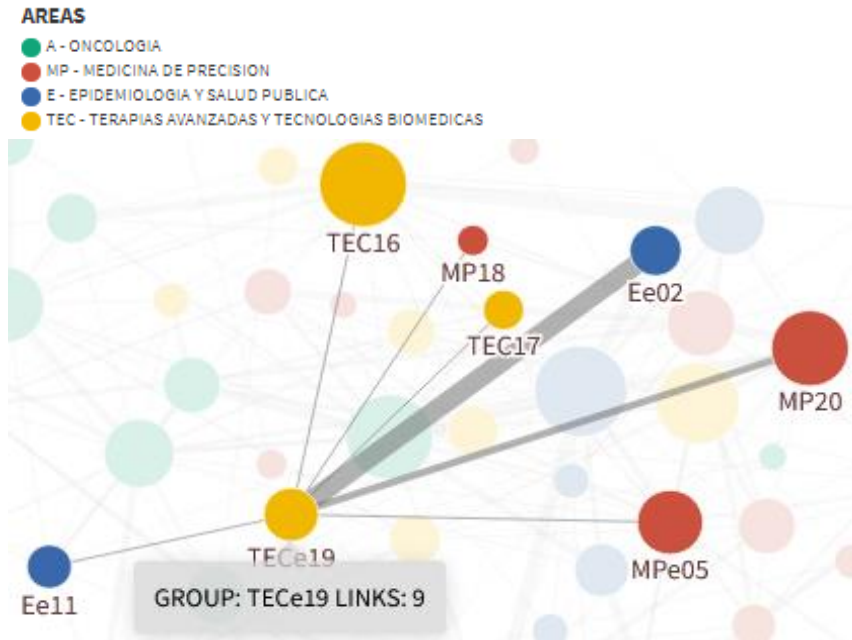 AREAS
A - ONCOLOGIA
MP - MEDICINA DE PRECISION
E - EPIDEMIOLOGIA Y SALUD PUBLICA
TEC - TERAPIAS AVANZADAS Y TECNOLOGIAS BIOMEDICAS
TEC16
MP18
Ee02
TEC17
MP20
TECe19
MPe05
Ee11
GROUP: TECe19 LINKS: 9